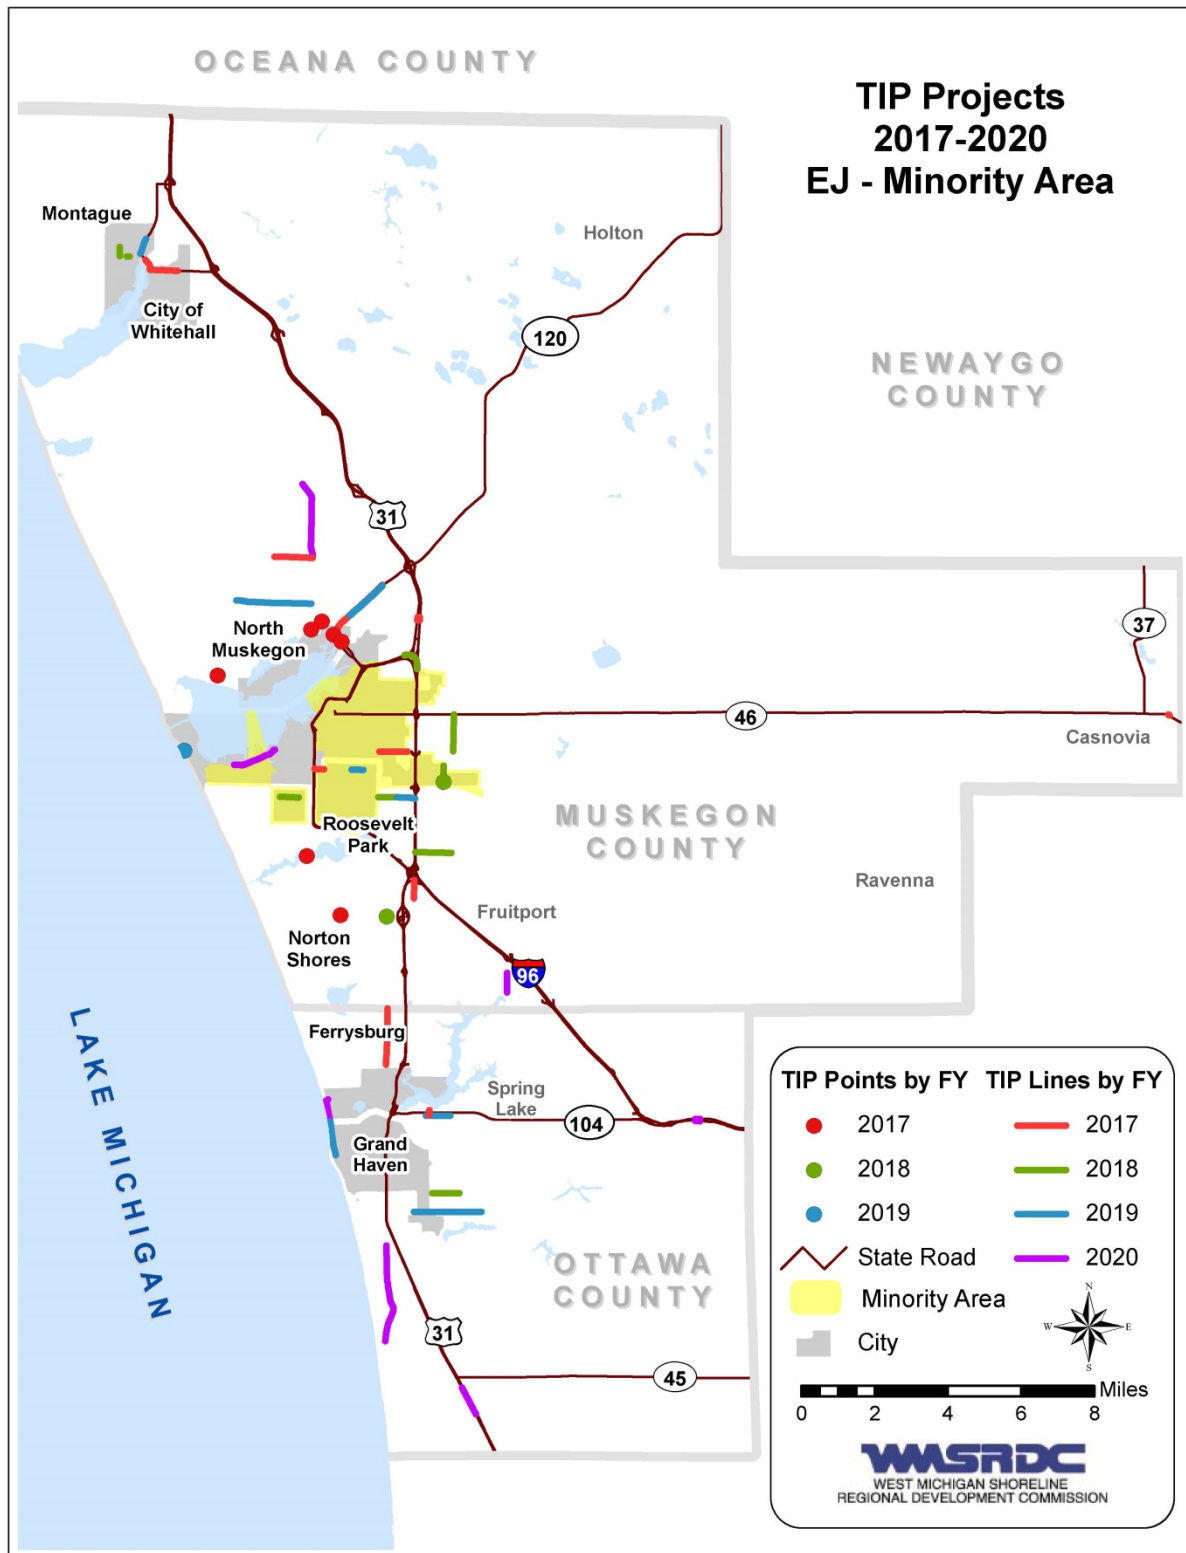 OCEANA COUNTY
TIP Projects
2017-2020
EJ - Minority Area
Montague
Holton
City of
Whitehall
120
NEWAYGO
COUNTY
31
North
Muskegon
37
46
Casnovia
MUSKEGON
COUNTY
Roosevelt
Park
Ravenna
Fruitport
Norton
Shores
96
LAKE MICHIGAN
Ferrysburg
Spring
Lake
104
Grand
Haven
OTTAWA
COUNTY
31
45
TIP Points by FY
TIP Lines by FY
2017
2017
2018
2018
2019
2019
State Road
2020
Minority Area
City
N
W
E
S
Miles
0 2 4 6 8
WMSRDC
WEST MICHIGAN SHORELINE
REGIONAL DEVELOPMENT COMMISSION